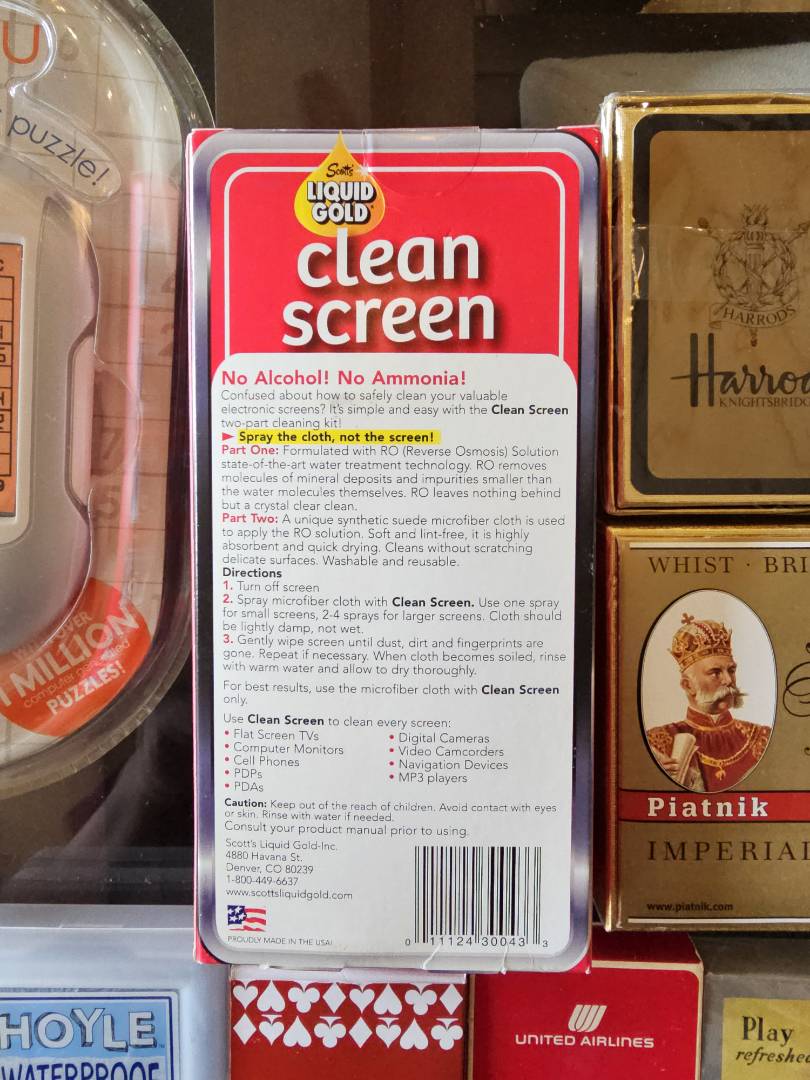 puzzle!
OVER
1 MILLION
computer generated
PUZZLES!
Scott's
LIQUID
GOLD
clean
screen
No Alcohol! No Ammonia!
Confused about how to safely clean your valuable
electronic screens? It's simple and easy with the Clean Screen
two-part cleaning kit!
► Spray the cloth, not the screen!
Part One: Formulated with RO (Reverse Osmosis) Solution
state-of-the-art water treatment technology. RO removes
molecules of mineral deposits and impurities smaller than
the water molecules themselves. RO leaves nothing behind
but a crystal clear clean.
Part Two: A unique synthetic suede microfiber cloth is used
to apply the RO solution. Soft and lint-free, it is highly
absorbent and quick drying. Cleans without scratching
delicate surfaces. Washable and reusable.
Directions
1. Turn off screen
2. Spray microfiber cloth with Clean Screen. Use one spray
for small screens, 2-4 sprays for larger screens. Cloth should
be lightly damp, not wet.
3. Gently wipe screen until dust, dirt and fingerprints are
gone. Repeat if necessary. When cloth becomes soiled, rinse
with warm water and allow to dry thoroughly.
For best results, use the microfiber cloth with Clean Screen
only.
Use Clean Screen to clean every screen:
• Flat Screen TVs
• Computer Monitors
• Cell Phones
• PDPs
• PDAs
• Digital Cameras
• Video Camcorders
• Navigation Devices
• MP3 players
Caution: Keep out of the reach of children. Avoid contact with eyes
or skin. Rinse with water if needed.
Consult your product manual prior to using.
Scott's Liquid Gold-Inc.
4880 Havana St.
Denver, CO 80239
1-800-449-6637
www.scottsliquidgold.com
PROUDLY MADE IN THE USA!
0 11124 30043 3
HARRODS
Harro
KNIGHTSBRIDG
WHIST · BRI
Piatnik
IMPERIAL
www.piatnik.com
HOYLE
WATERPROOF
UNITED AIRLINES
Play
refreshed